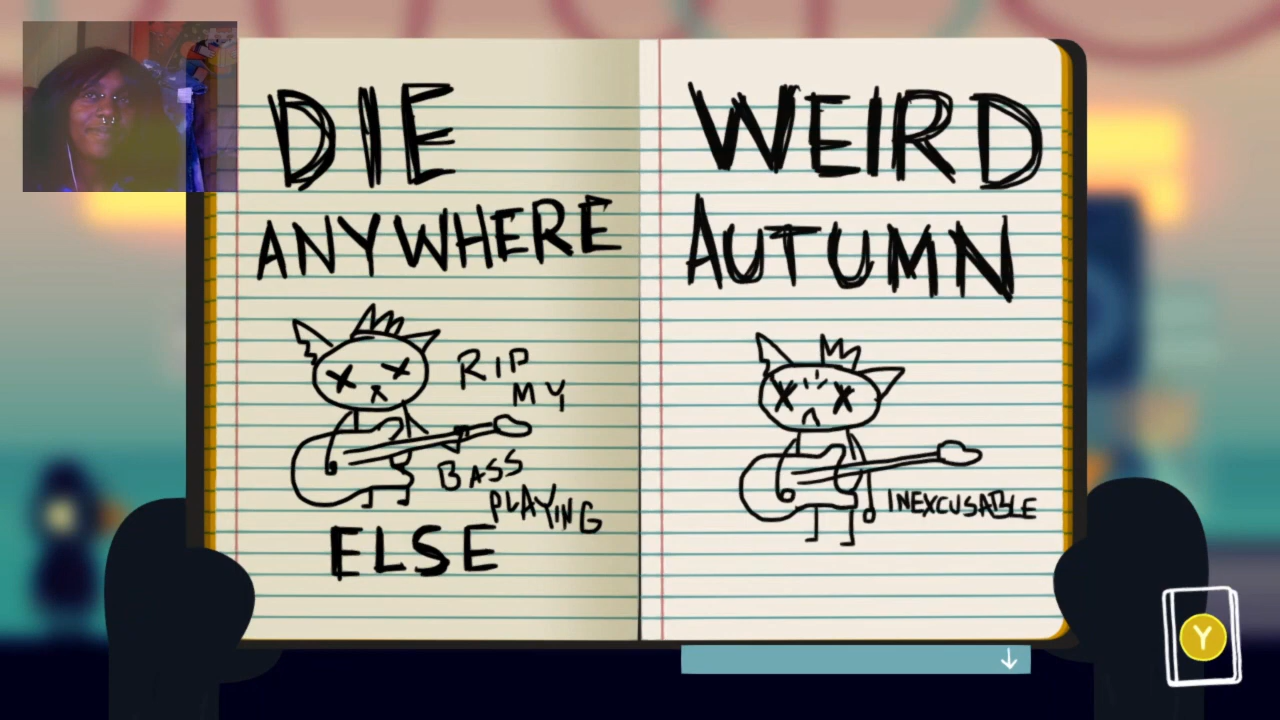 DIE
ANYWHERE
RIP
MY
BASS
PLAYING
ELSE
WEIRD
AUTUMN
INEXCUSABLE
Y